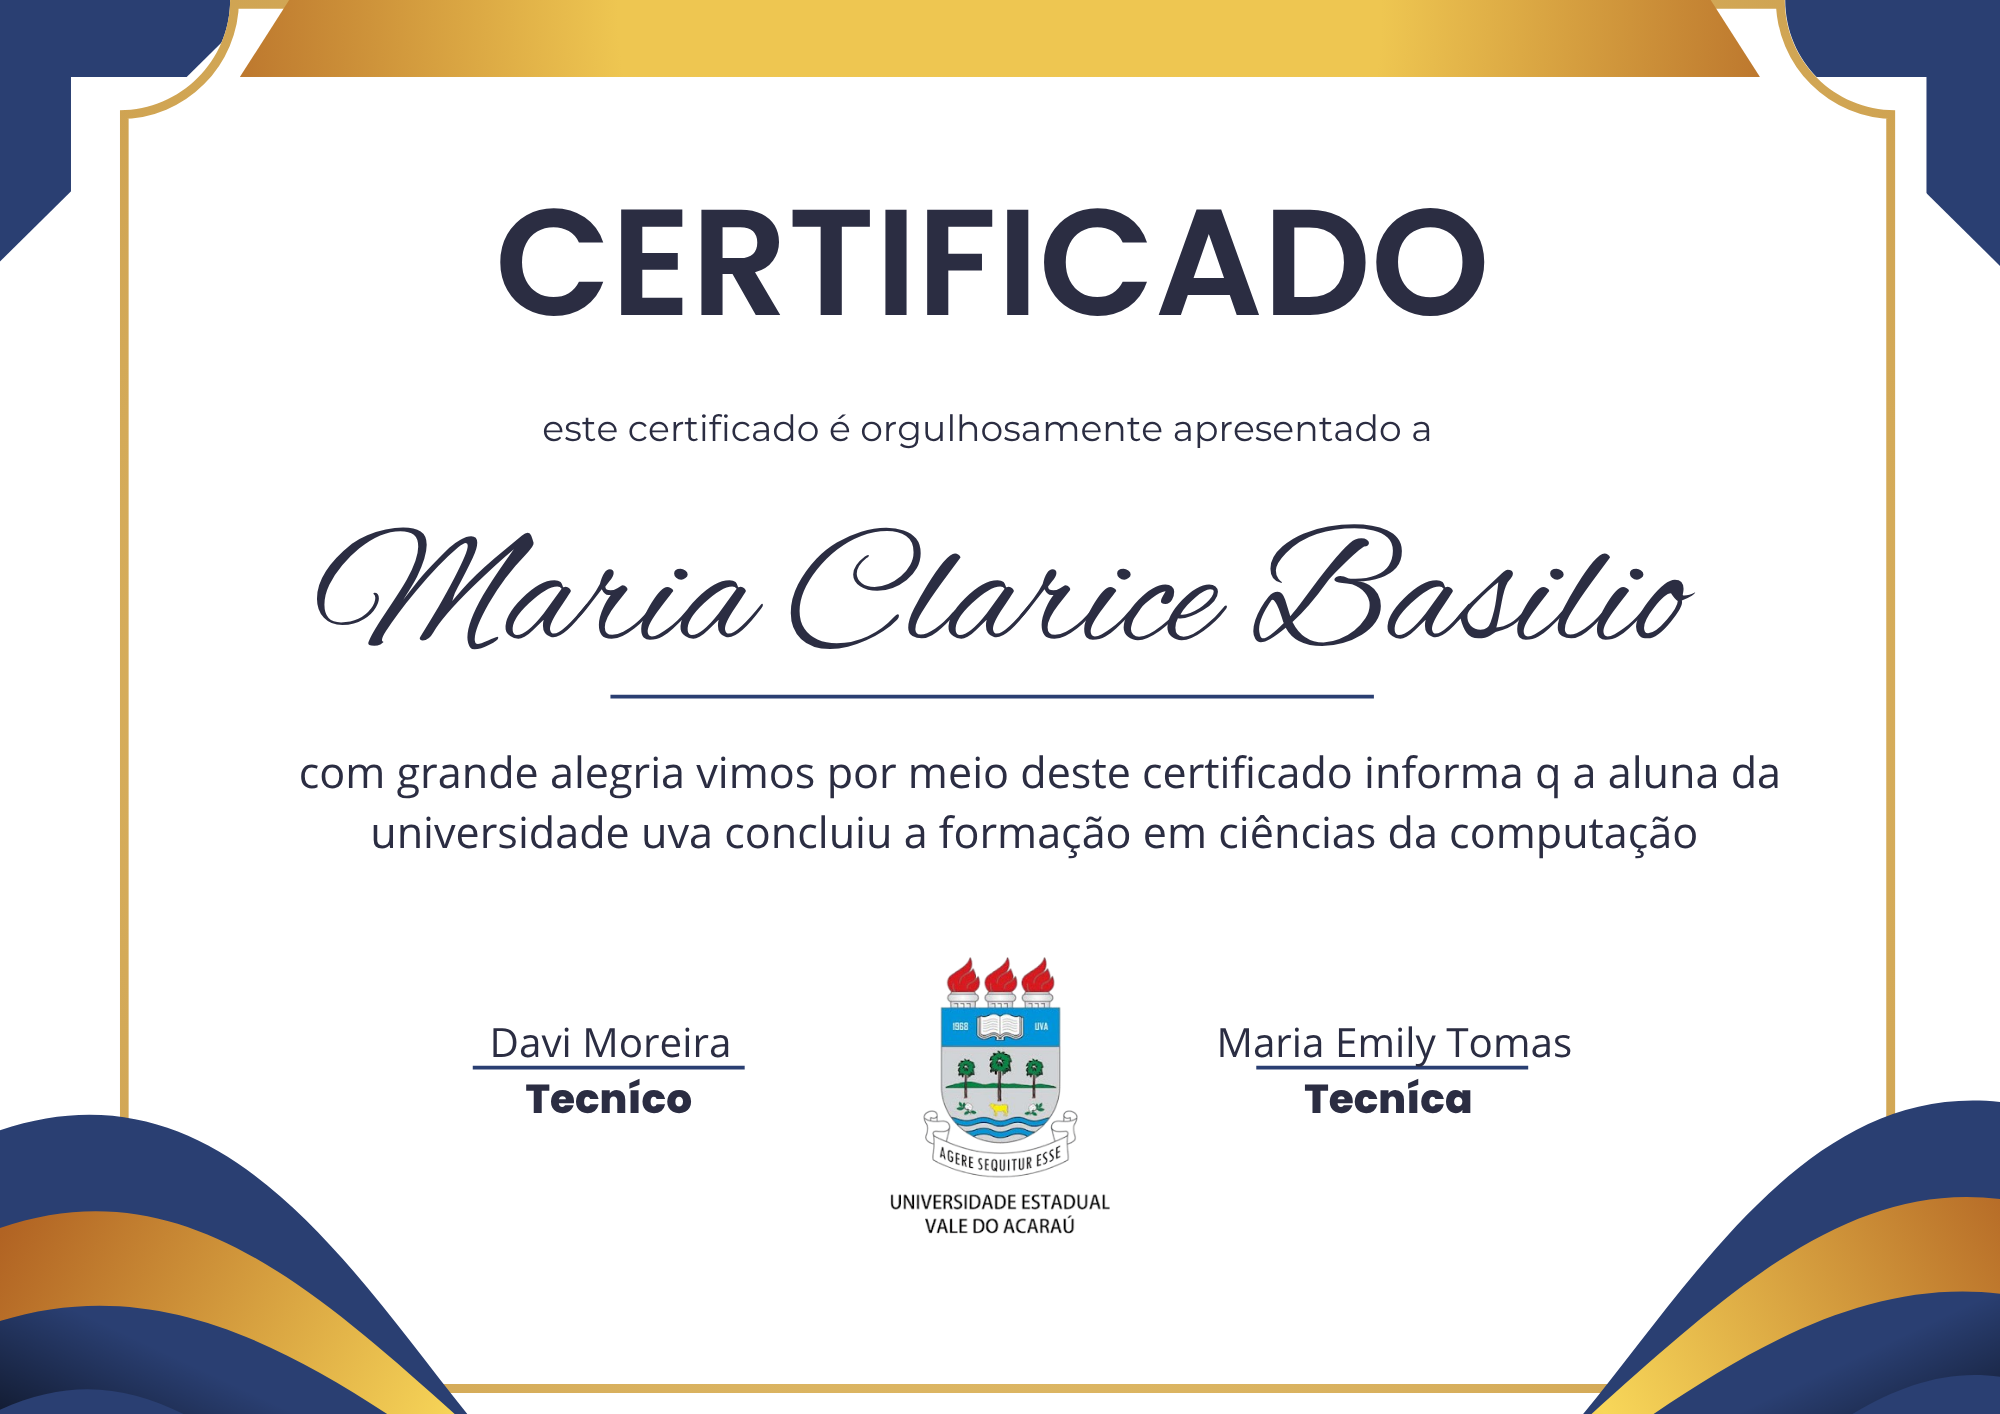 CERTIFICADO
este certificado é orgulhosamente apresentado a
Maria Clarice Basilio
com grande alegria vimos por meio deste certificado informa q a aluna da
universidade uva concluiu a formação em ciências da computação
Davi Moreira
Tecníco
1968 UVA
AGERE SEQUITUR ESSE
UNIVERSIDADE ESTADUAL
VALE DO ACARAÚ
Maria Emily Tomas
Tecníca